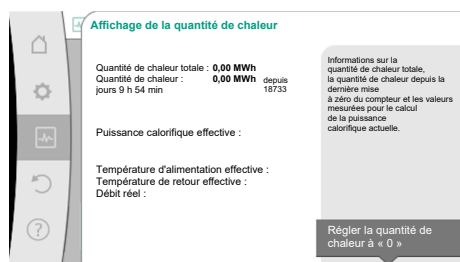 Affichage de la quantité de chaleur
Quantité de chaleur totale : 0,00 MWh
Quantité de chaleur : 0,00 MWh depuis
jours 9 h 54 min 18733
Puissance calorifique effective :
Température d'alimentation effective :
Température de retour effective :
Débit réel :
Informations sur la
quantité de chaleur totale,
la quantité de chaleur depuis la
dernière mise
à zéro du compteur et les valeurs
mesurées pour le calcul
de la puissance
calorifique actuelle.
Régler la quantité de
chaleur à « 0 »